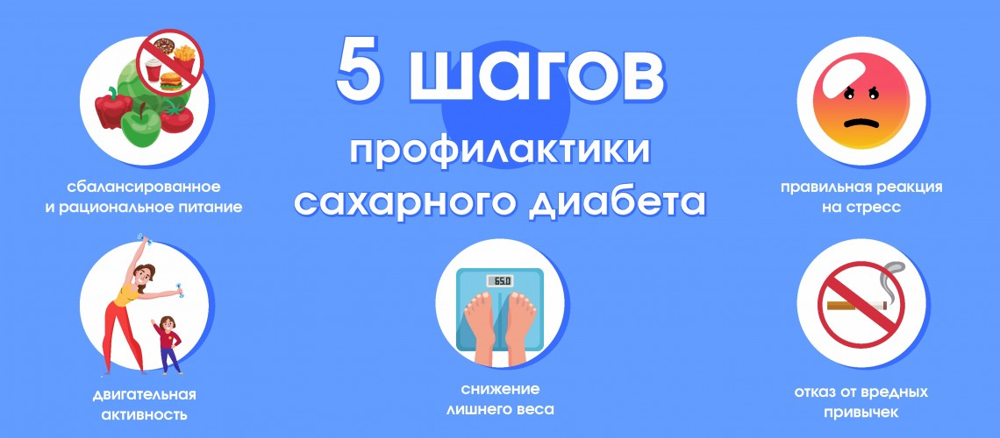 5 шагов
профилактики
сахарного диабета
сбалансированное
и рациональное питание
правильная реакция
на стресс
двигательная
активность
65.0
снижение
лишнего веса
отказ от вредных
привычек